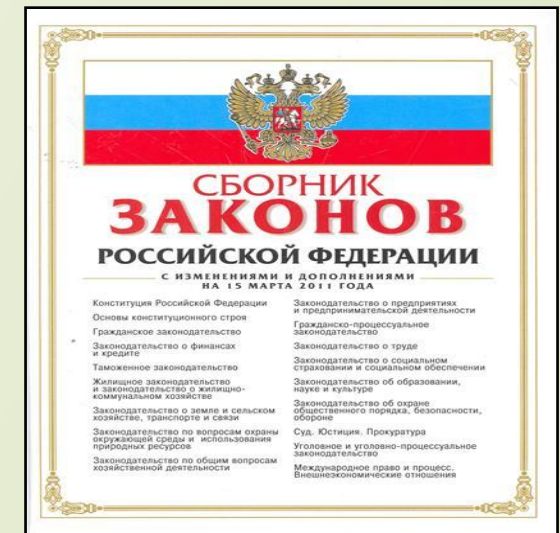 СБОРНИК
ЗАКОНОВ
РОССИЙСКОЙ ФЕДЕРАЦИИ
С ИЗМЕНЕНИЯМИ И ДОПОЛНЕНИЯМИ
НА 15 МАРТА 2011 ГОДА
Конституция Российской Федерации
Основы конституционного строя
Гражданское законодательство
Законодательство о финансах
и кредите
Таможенное законодательство
Жилищное законодательство
и законодательство о жилищно-
коммунальном хозяйстве
Законодательство о земле и сельском
хозяйстве, транспорте и связи
Законодательство по вопросам охраны
окружающей среды и использования
природных ресурсов
Законодательство по общим вопросам
хозяйственной деятельности
Законодательство о предприятиях
и предпринимательской деятельности
Гражданско-процессуальное
законодательство
Законодательство о труде
Законодательство о социальном
страховании и социальном обеспечении
Законодательство об образовании,
науке и культуре
Законодательство об охране
общественного порядка, безопасности,
обороне
Суд. Юстиция. Прокуратура
Уголовное и уголовно-процессуальное
законодательство
Международное право и процесс.
Внешнеэкономические отношения